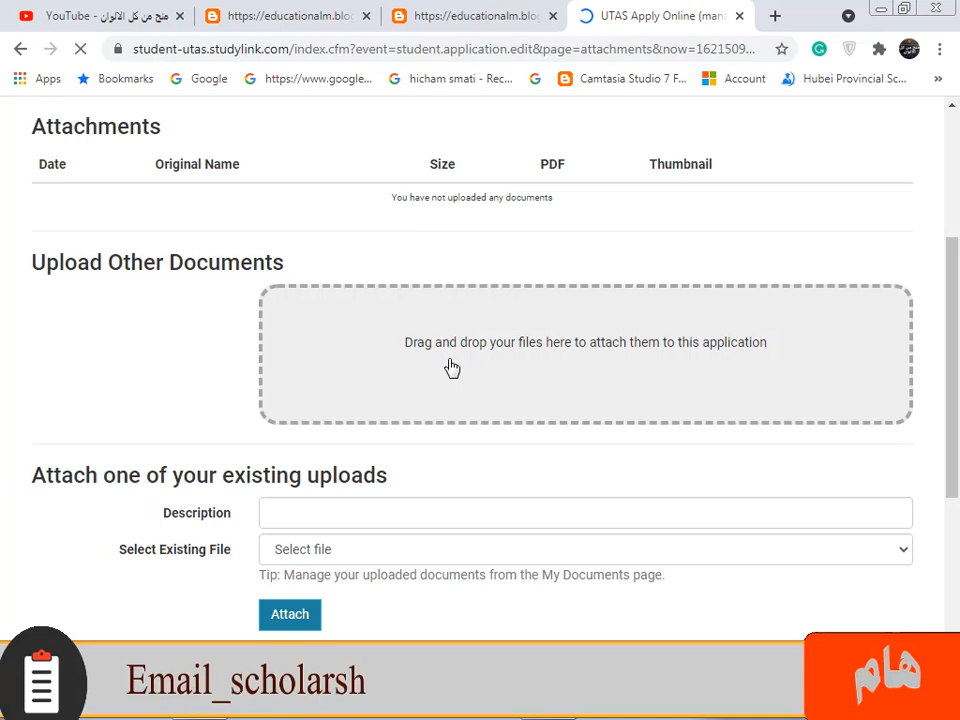 YouTube - منح من كل الالوان
https://educationalm.blog
https://educationalm.blog
UTAS Apply Online (man
student-utas.studylink.com/index.cfm?event=student.application.edit&page=attachments&now=1621509...
Apps
Bookmarks
Google
https://www.google...
hicham smati - Rec...
Camtasia Studio 7 F...
Account
Hubei Provincial Sc...
»
Attachments
Date Original Name Size PDF Thumbnail
You have not uploaded any documents
Upload Other Documents
Drag and drop your files here to attach them to this application
Attach one of your existing uploads
Description
Select Existing File Select file
Tip: Manage your uploaded documents from the My Documents page.
Attach
Email_scholarsh
هام